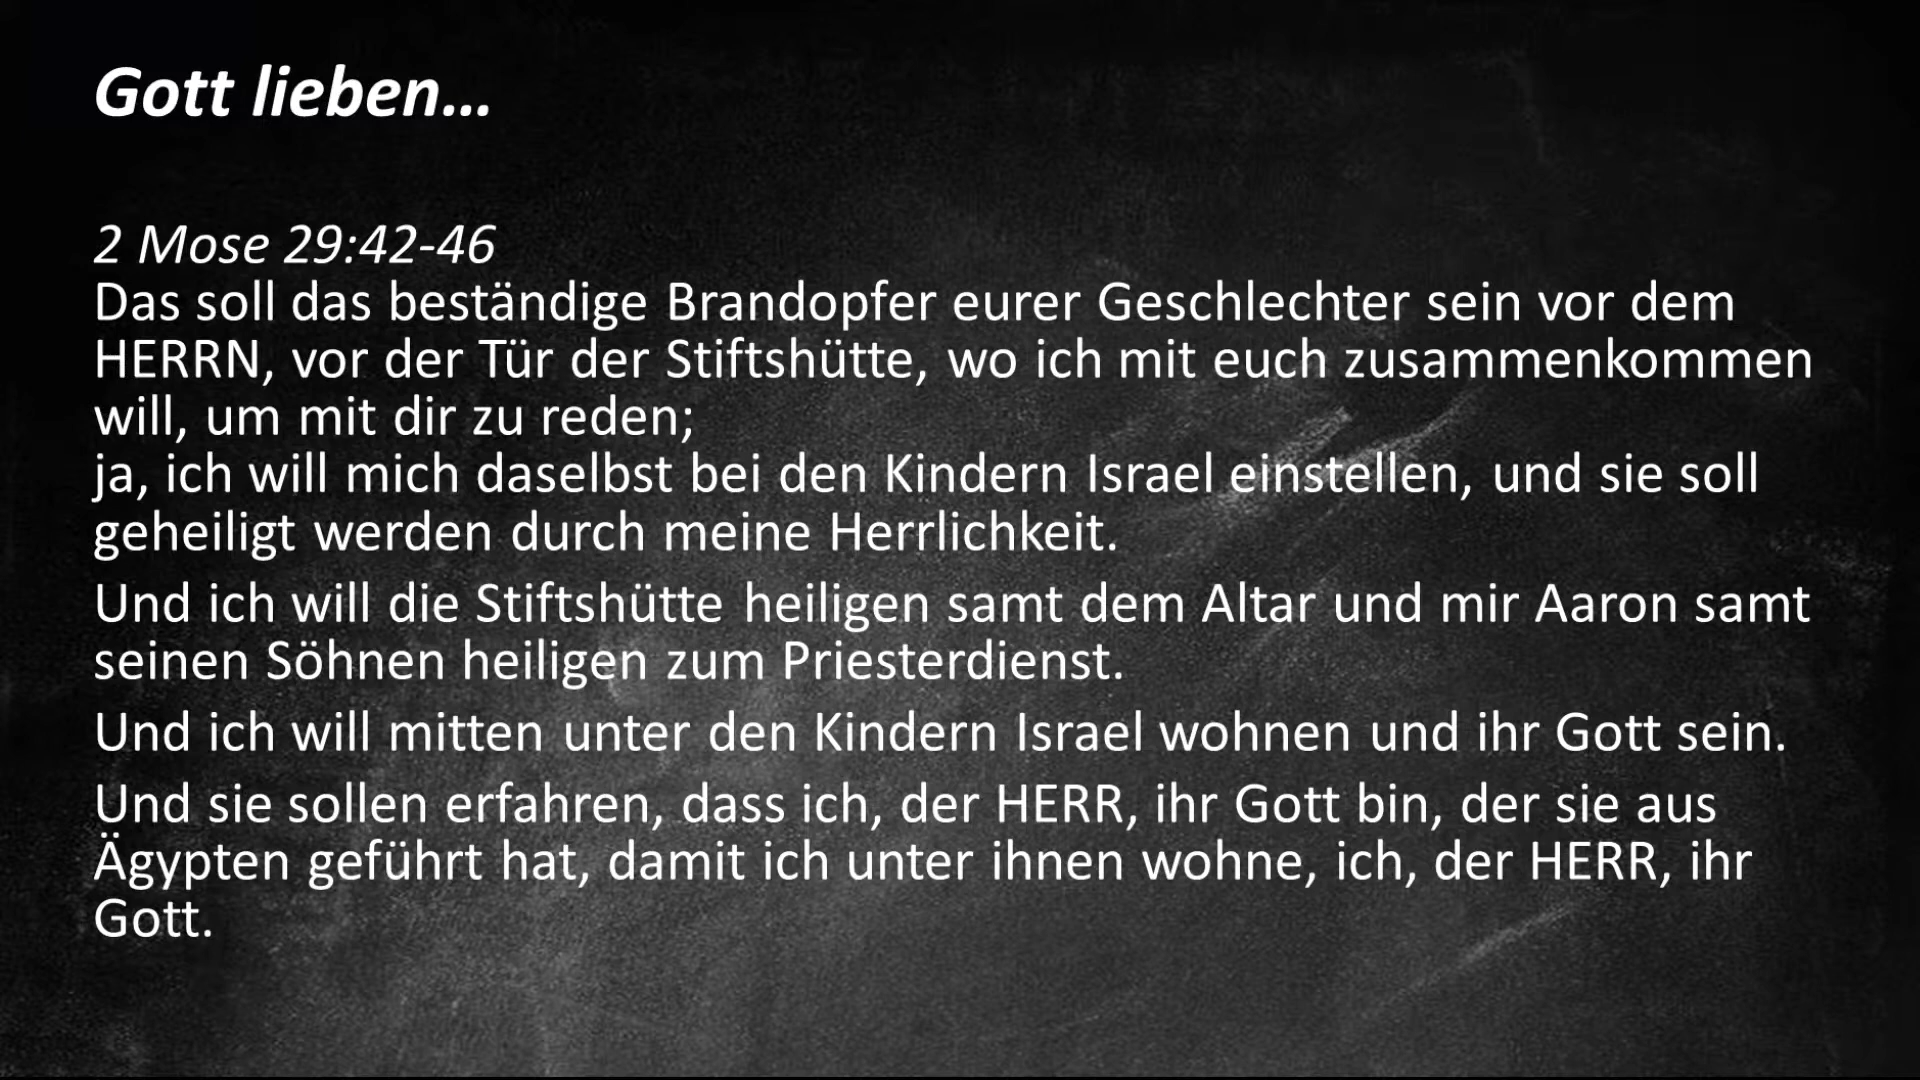 Gott lieben…
2 Mose 29:42-46
Das soll das beständige Brandopfer eurer Geschlechter sein vor dem
HERRN, vor der Tür der Stiftshütte, wo ich mit euch zusammenkommen
will, um mit dir zu reden;
ja, ich will mich daselbst bei den Kindern Israel einstellen, und sie soll
geheiligt werden durch meine Herrlichkeit.
Und ich will die Stiftshütte heiligen samt dem Altar und mir Aaron samt
seinen Söhnen heiligen zum Priesterdienst.
Und ich will mitten unter den Kindern Israel wohnen und ihr Gott sein.
Und sie sollen erfahren, dass ich, der HERR, ihr Gott bin, der sie aus
Ägypten geführt hat, damit ich unter ihnen wohne, ich, der HERR, ihr
Gott.